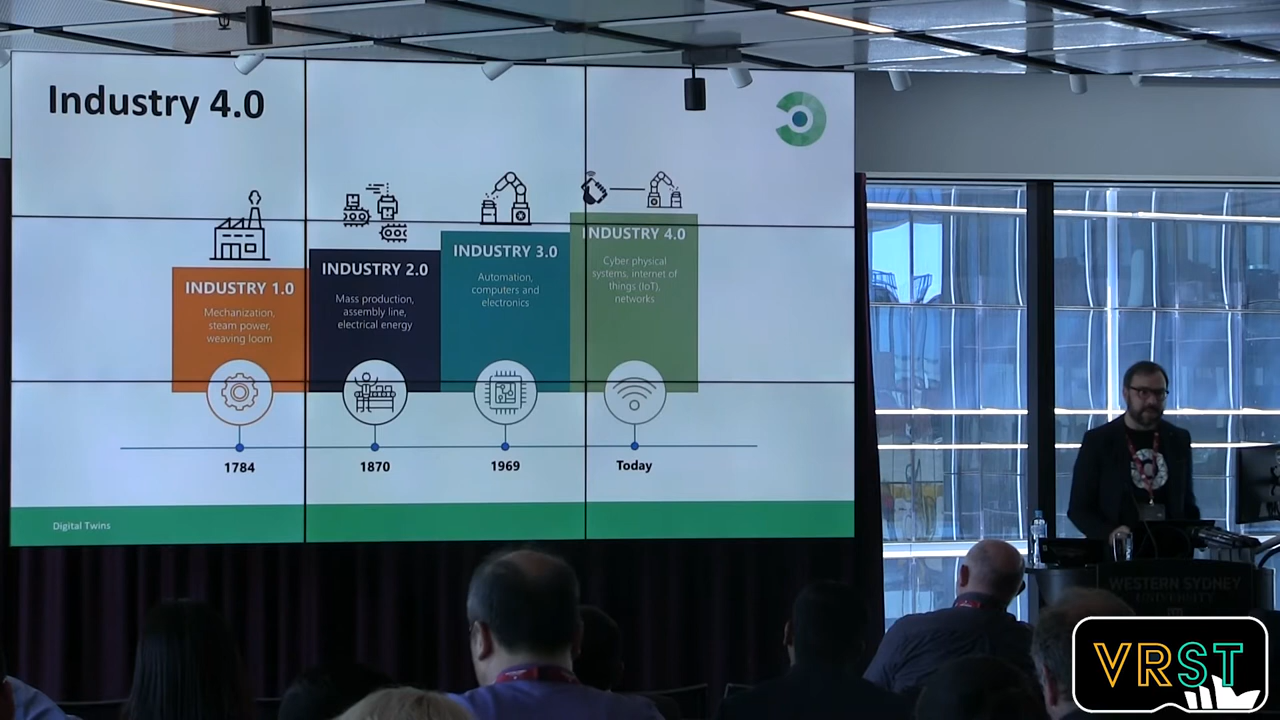 Industry 4.0
INDUSTRY 1.0
Mechanization,
steam power,
weaving loom
INDUSTRY 2.0
Mass production,
assembly line,
electrical energy
INDUSTRY 3.0
Automation,
computers and
electronics
INDUSTRY 4.0
Cyber physical
systems, internet of
things (IoT),
networks
1784
1870
1969
Today
Digital Twins
WESTERN SYDNEY
UNIVERSITY
VRST